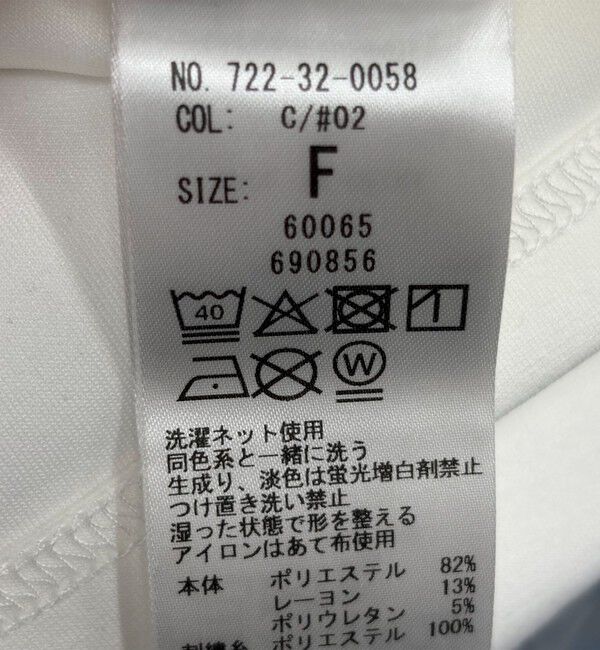 NO. 722-32-0058
COL: C/#02
SIZE: F
60065
690856
40
W
洗濯ネット使用
同色系と一緒に洗う
生成り、淡色は蛍光増白剤禁止
つけ置き洗い禁止
湿った状態で形を整える
アイロンはあて布使用
本体 ポリエステル 82%
レーヨン 13%
ポリウレタン 5%
刺繍糸 ポリエステル 100%